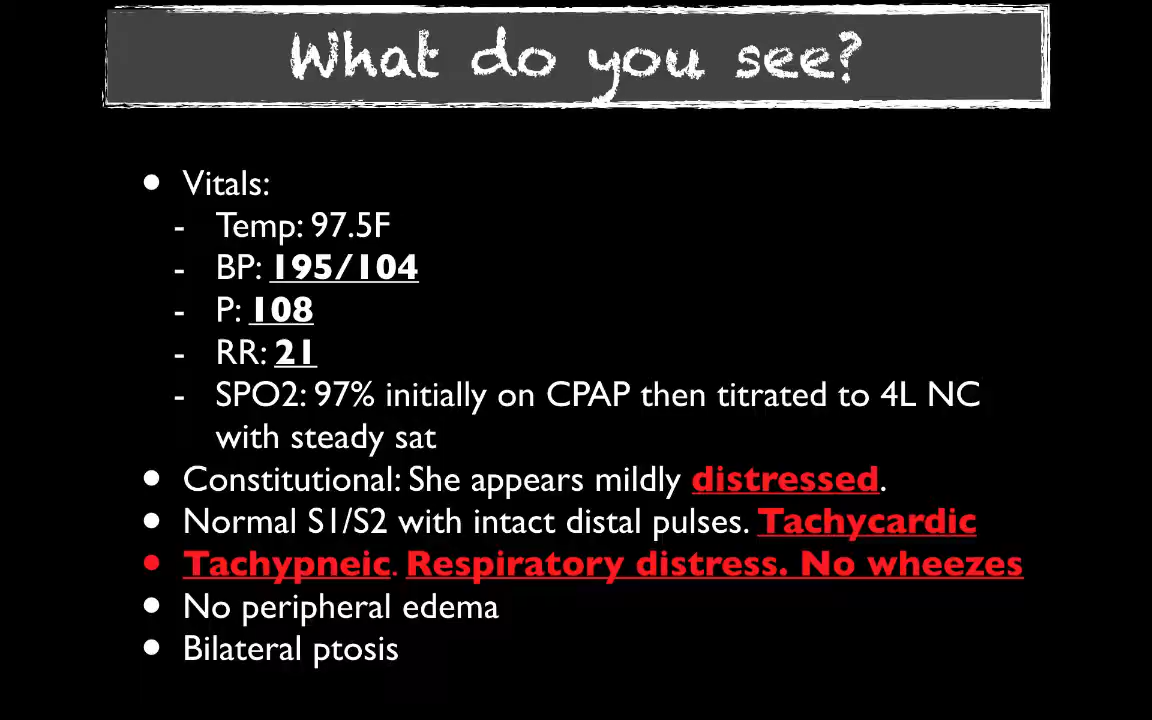 What do you see?
• Vitals:
- Temp: 97.5F
- BP: 195/104
- P: 108
- RR: 21
- SPO2: 97% initially on CPAP then titrated to 4L NC
with steady sat
• Constitutional: She appears mildly distressed.
• Normal S1/S2 with intact distal pulses. Tachycardic
• Tachypneic. Respiratory distress. No wheezes
• No peripheral edema
• Bilateral ptosis